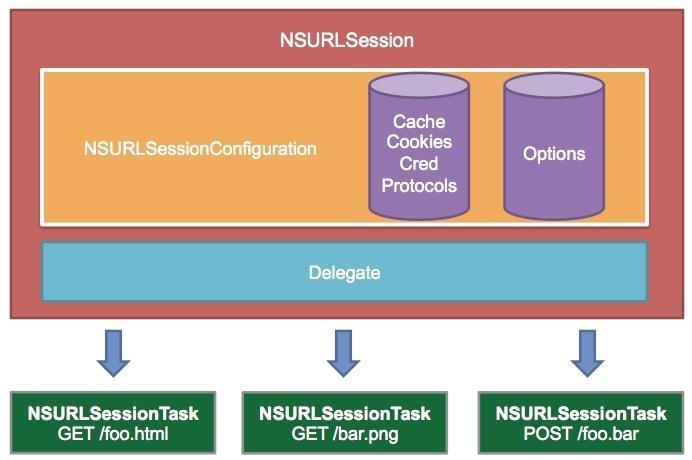 NSURLSession
NSURLSessionConfiguration
Cache
Cookies
Cred
Protocols
Options
Delegate
NSURLSessionTask
GET /foo.html
NSURLSessionTask
GET /bar.png
NSURLSessionTask
POST /foo.bar